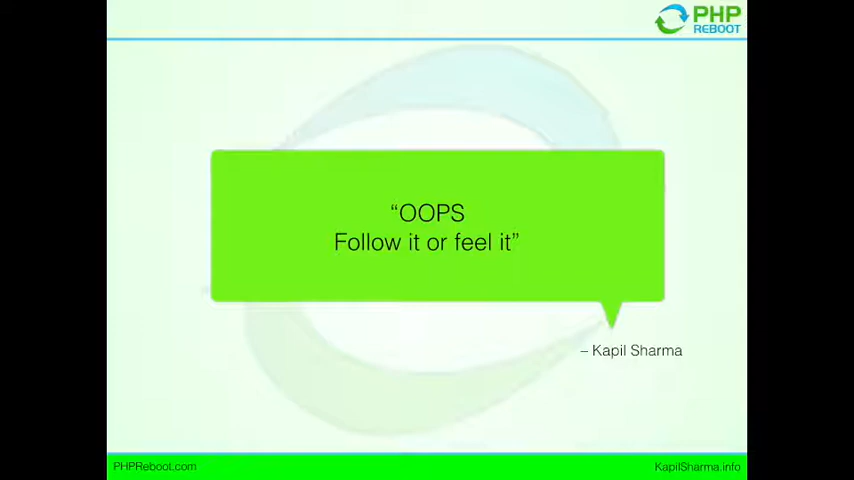 PHP
REBOOT
“OOPS
Follow it or feel it”
– Kapil Sharma
PHPReboot.com
KapilSharma.info